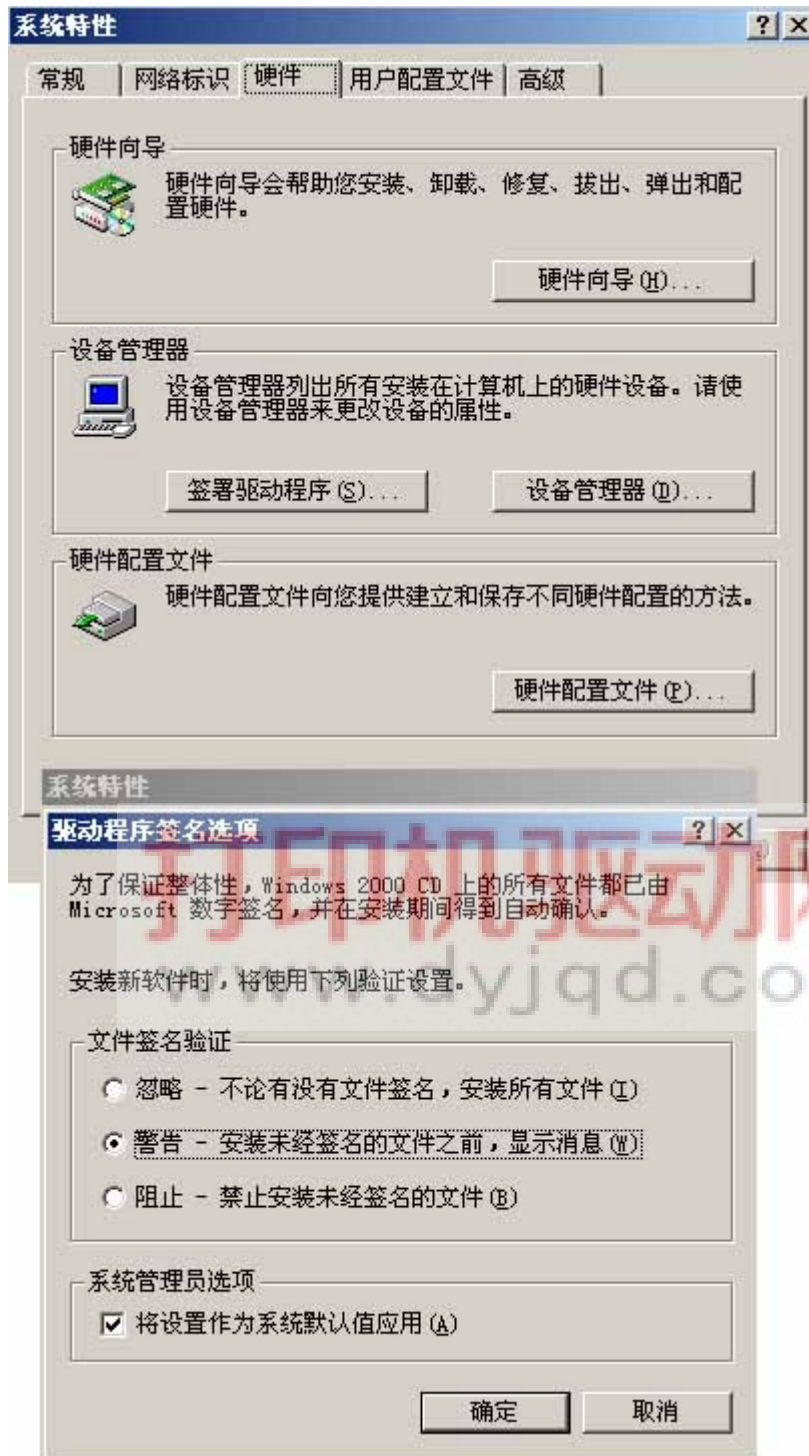 系统特性
常规
网络标识
硬件
用户配置文件
高级
硬件向导
硬件向导会帮助您安装、卸载、修复、拔出、弹出和配
置硬件。
硬件向导(H)...
设备管理器
设备管理器列出所有安装在计算机上的硬件设备。请使
用设备管理器来更改设备的属性。
签署驱动程序(S)...
设备管理器(D)...
硬件配置文件
硬件配置文件向您提供建立和保存不同硬件配置的方法。
硬件配置文件(P)...
系统特性
驱动程序签名选项
打印机驱动网
为了保证整体性，Windows 2000 CD 上的所有文件都已由
Microsoft 数字签名，并在安装期间得到自动确认。
www.dyjqd.co
安装新软件时，将使用下列验证设置。
文件签名验证
忽略 - 不论有没有文件签名，安装所有文件(I)
警告 - 安装未经签名的文件之前，显示消息(W)
阻止 - 禁止安装未经签名的文件(B)
系统管理员选项
将设置作为系统默认值应用(A)
确定
取消